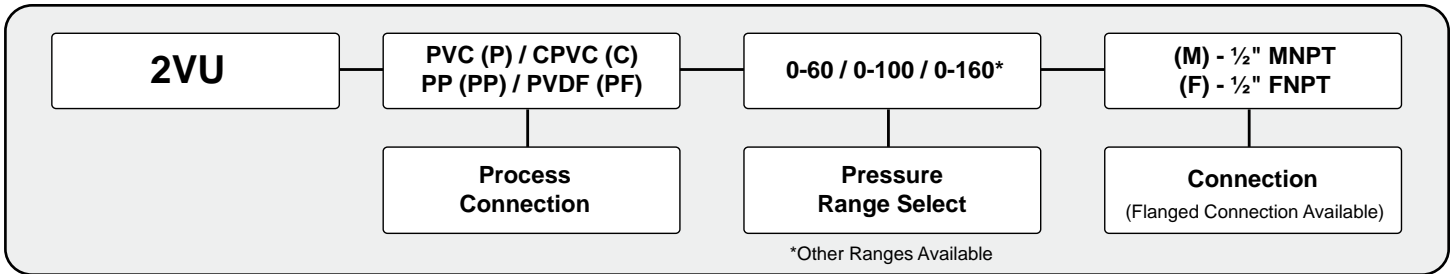 2VU
PVC (P) / CPVC (C)
PP (PP) / PVDF (PF)
0-60 / 0-100 / 0-160*
(M) - ½" MNPT
(F) - ½" FNPT
Process
Connection
Pressure
Range Select
Connection
(Flanged Connection Available)
*Other Ranges Available